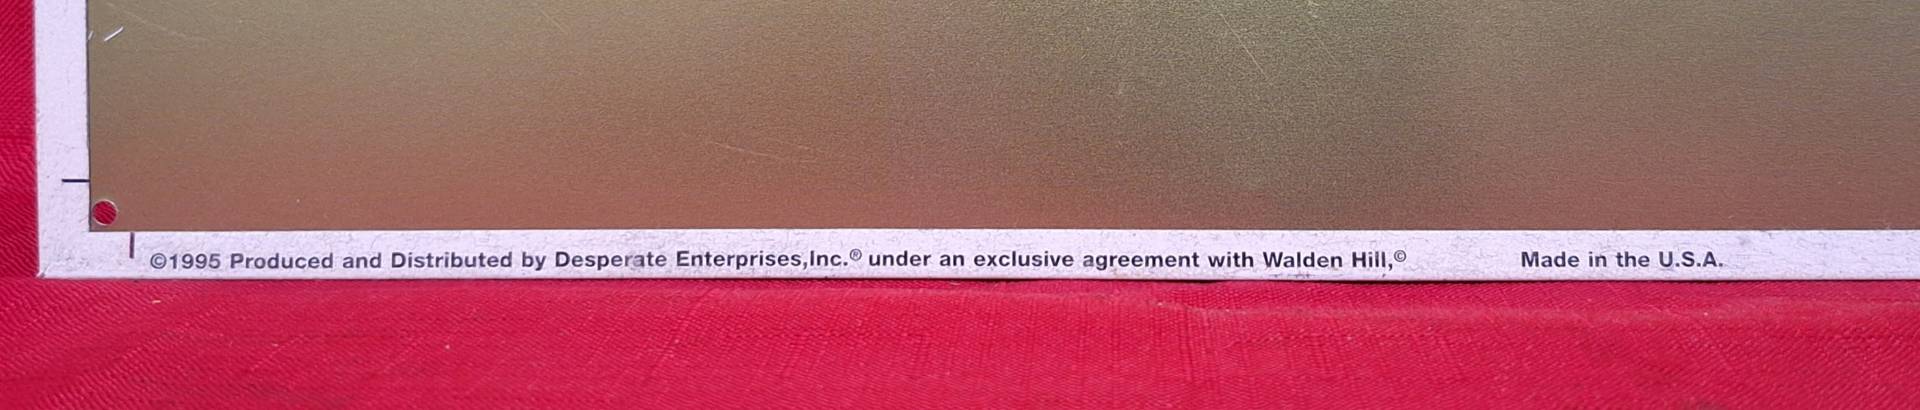 ©1995 Produced and Distributed by Desperate Enterprises,Inc.® under an exclusive agreement with Walden Hill,© Made in the U.S.A.